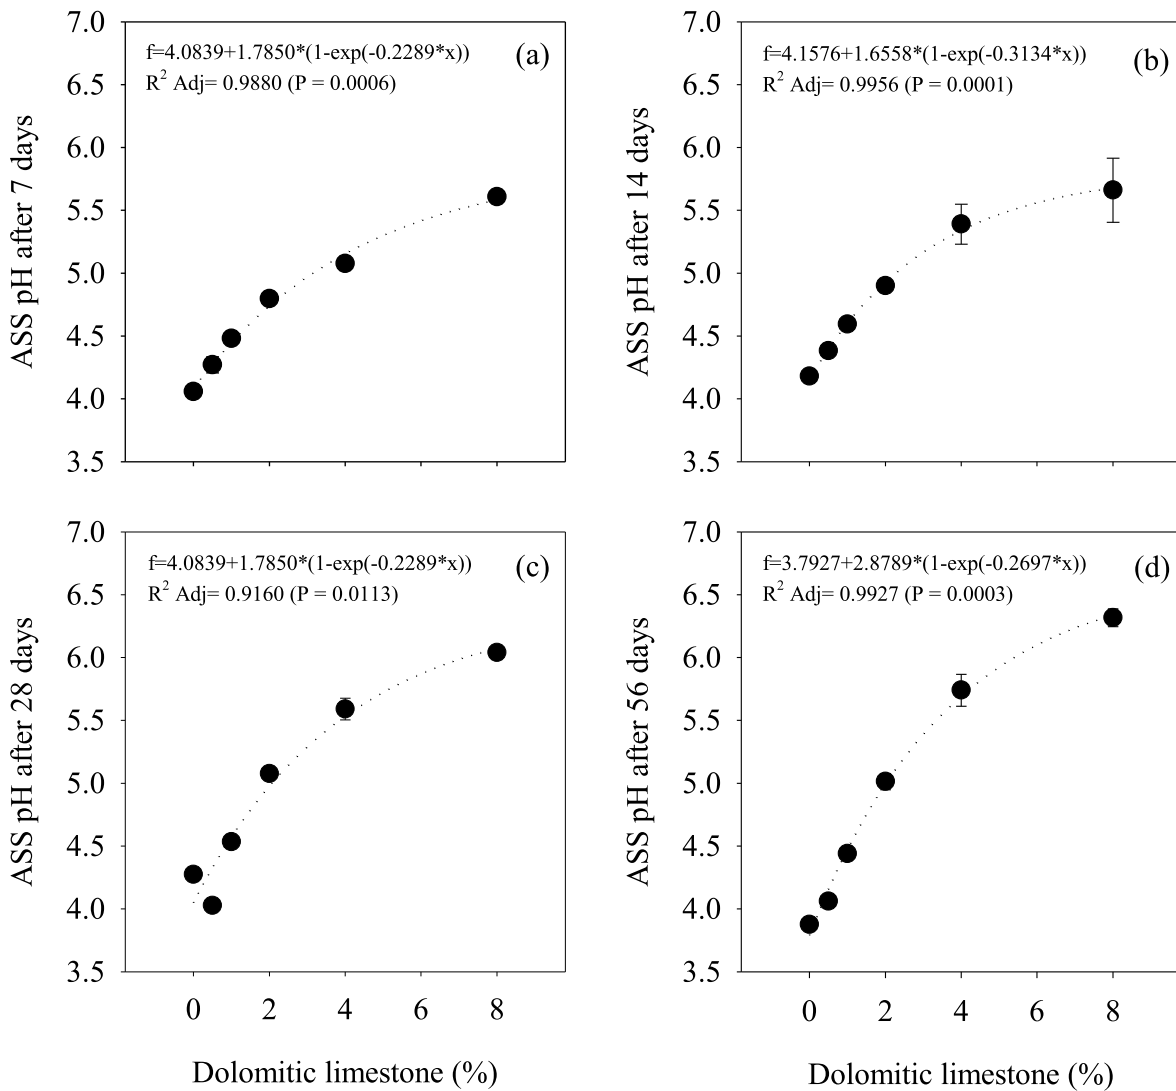 f=4.0839+1.7850*(1-exp(-0.2289*x))
R² Adj= 0.9880 (P = 0.0006)
(a)
7.0
6.5
6.0
5.5
5.0
4.5
4.0
3.5
ASS pH after 7 days
f=4.1576+1.6558*(1-exp(-0.3134*x))
R² Adj= 0.9956 (P = 0.0001)
(b)
7.0
6.5
6.0
5.5
5.0
4.5
4.0
3.5
ASS pH after 14 days
f=4.0839+1.7850*(1-exp(-0.2289*x))
R² Adj= 0.9160 (P = 0.0113)
(c)
7.0
6.5
6.0
5.5
5.0
4.5
4.0
3.5
ASS pH after 28 days
0 2 4 6 8
Dolomitic limestone (%)
f=3.7927+2.8789*(1-exp(-0.2697*x))
R² Adj= 0.9927 (P = 0.0003)
(d)
7.0
6.5
6.0
5.5
5.0
4.5
4.0
3.5
ASS pH after 56 days
0 2 4 6 8
Dolomitic limestone (%)